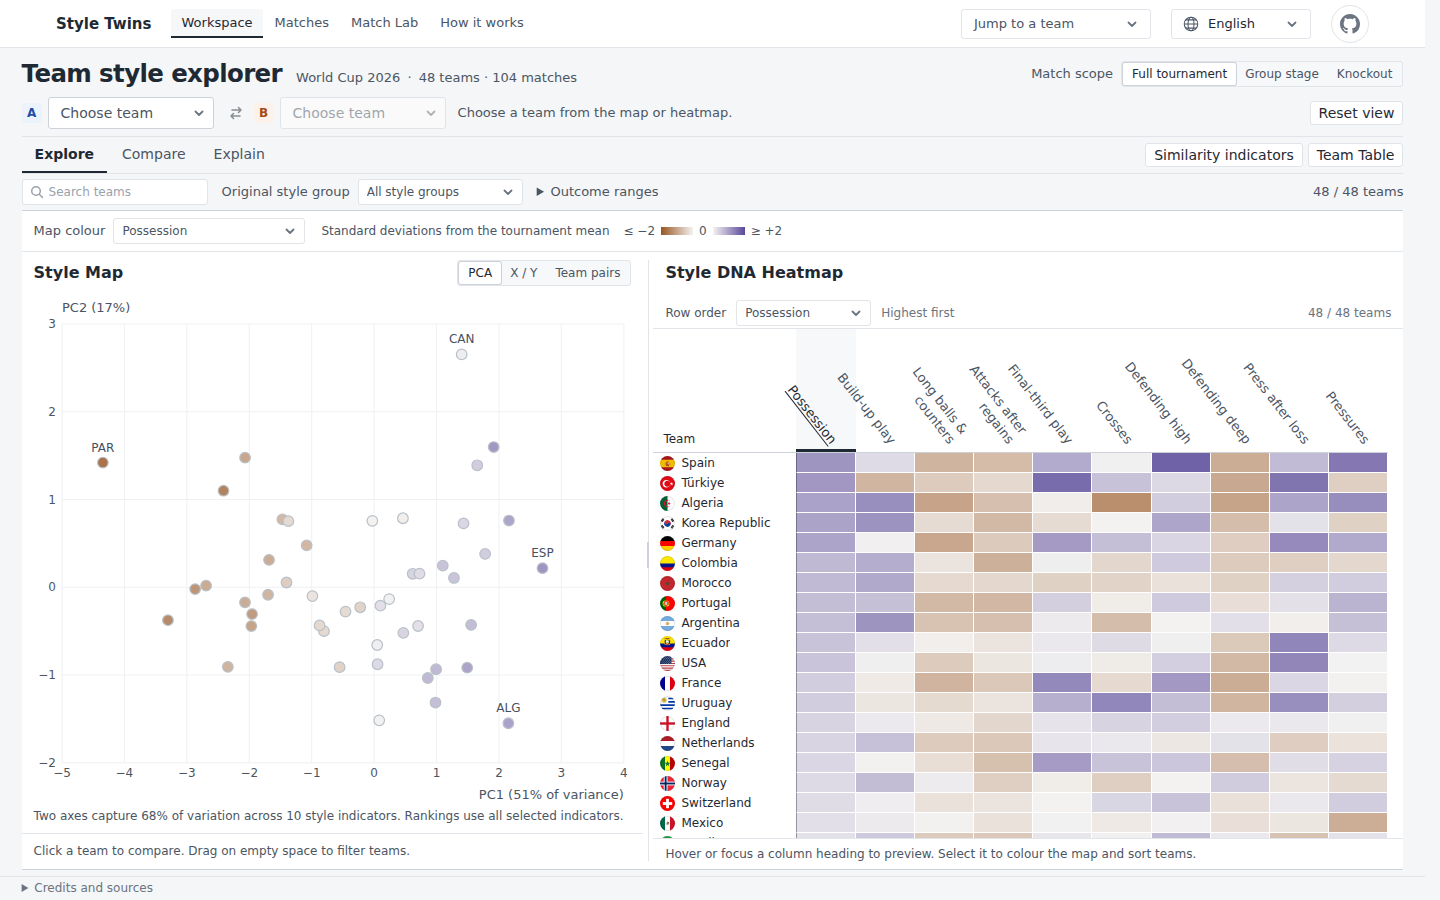 Style Twins
Workspace
Matches
Match Lab
How it works
Jump to a team
English
Team style explorer
World Cup 2026 · 48 teams · 104 matches
Match scope
Full tournament
Group stage
Knockout
A
Choose team
B
Choose team
Choose a team from the map or heatmap.
Reset view
Explore
Compare
Explain
Similarity indicators
Team Table
Search teams
Original style group
All style groups
Outcome ranges
48 / 48 teams
Map colour
Possession
Standard deviations from the tournament mean
≤ −2
0
≥ +2
Style Map
PCA
X / Y
Team pairs
PC2 (17%)
3
2
1
0
−1
−2
CAN
PAR
ESP
ALG
−5
−4
−3
−2
−1
0
1
2
3
4
PC1 (51% of variance)
Two axes capture 68% of variation across 10 style indicators. Rankings use all selected indicators.
Click a team to compare. Drag on empty space to filter teams.
Style DNA Heatmap
Row order
Possession
Highest first
48 / 48 teams
Team
Possession
Build-up play
Long balls &
counters
Attacks after
regains
Final-third play
Crosses
Defending high
Defending deep
Press after loss
Pressures
Spain
Türkiye
Algeria
Korea Republic
Germany
Colombia
Morocco
Portugal
Argentina
Ecuador
USA
France
Uruguay
England
Netherlands
Senegal
Norway
Switzerland
Mexico
Hover or focus a column heading to preview. Select it to colour the map and sort teams.
Credits and sources